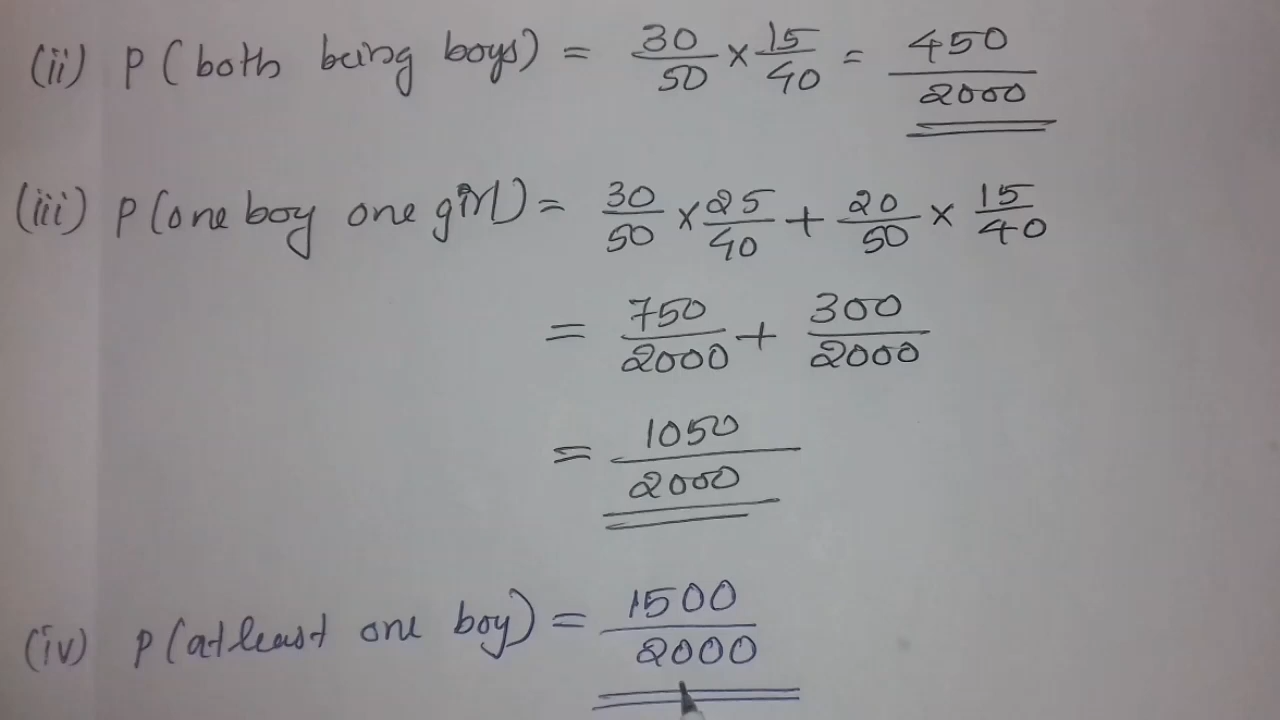 (ii) P(both being boys) = 30/50 × 15/40 = 450/2000
(iii) P(one boy one girl) = 30/50 × 25/40 + 20/50 × 15/40
= 750/2000 + 300/2000
= 1050/2000
(iv) P(atleast one boy) = 1500/2000